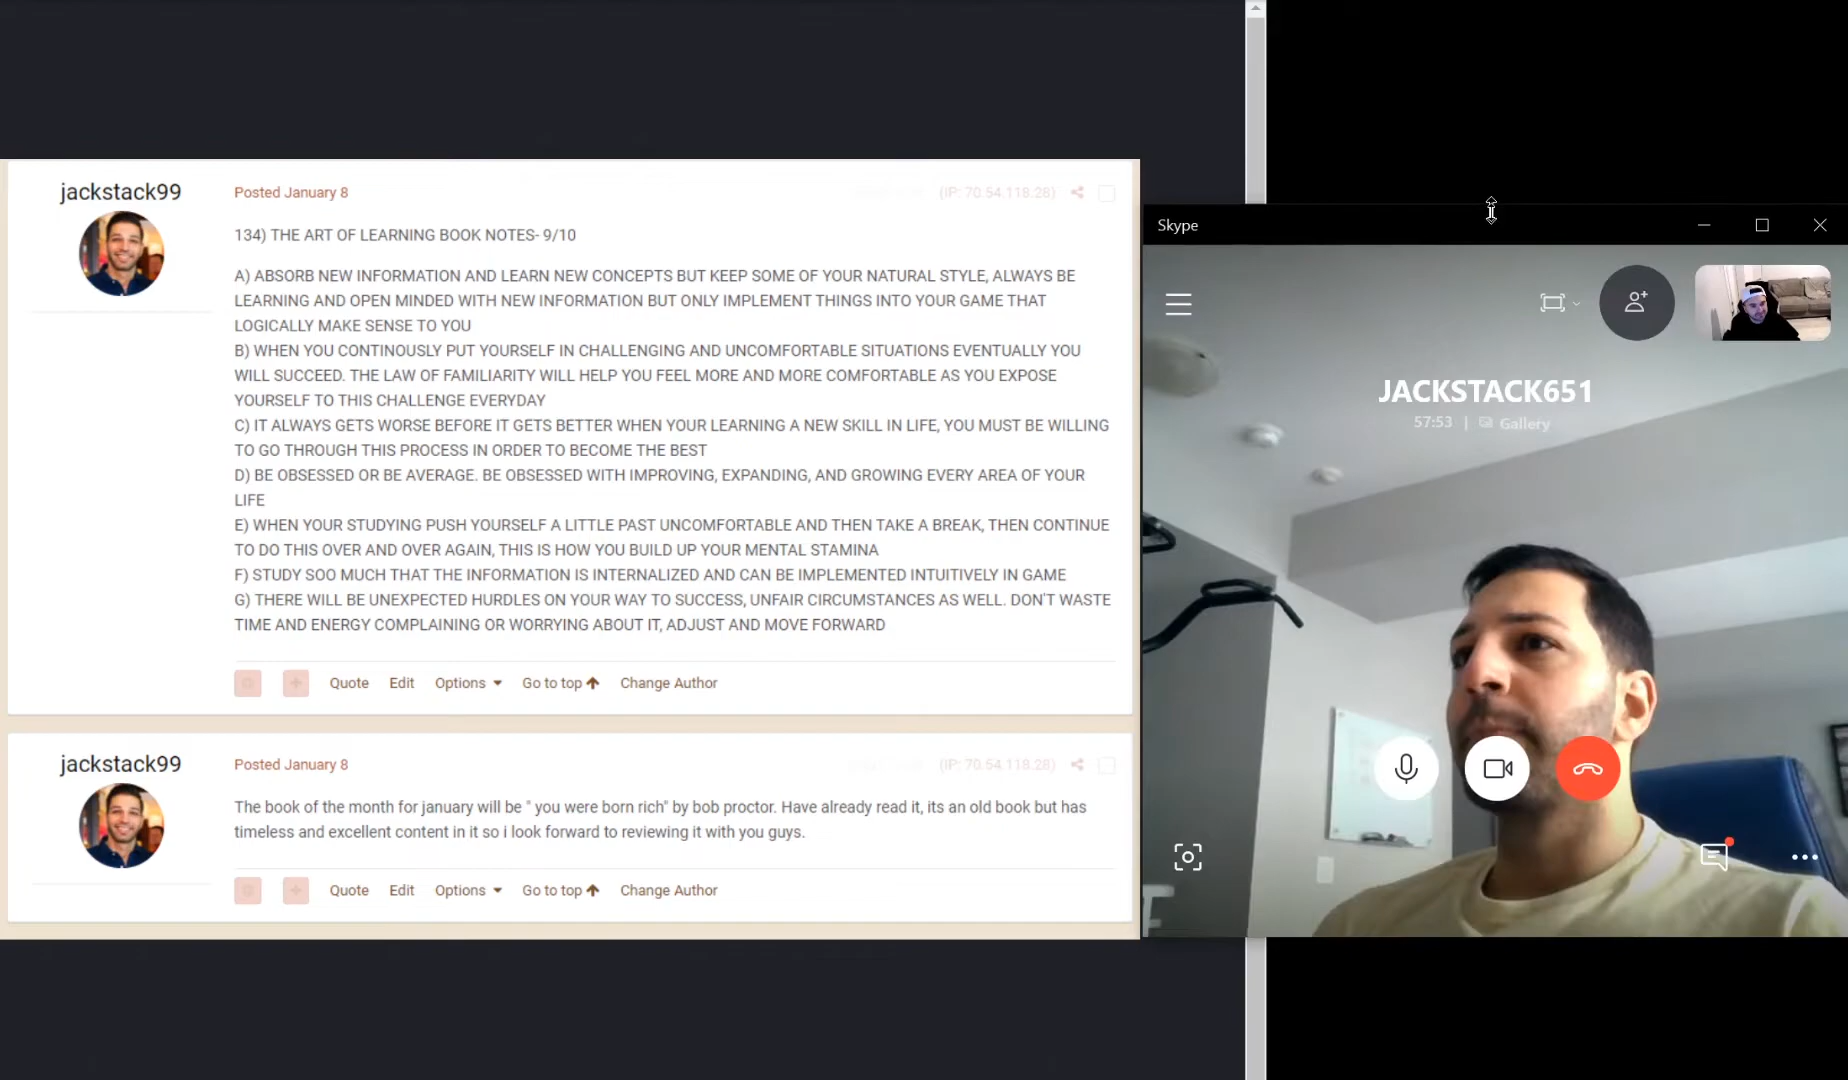 jackstack99
Posted January 8
(IP: 70.54.118.28)
134) THE ART OF LEARNING BOOK NOTES- 9/10
A) ABSORB NEW INFORMATION AND LEARN NEW CONCEPTS BUT KEEP SOME OF YOUR NATURAL STYLE, ALWAYS BE
LEARNING AND OPEN MINDED WITH NEW INFORMATION BUT ONLY IMPLEMENT THINGS INTO YOUR GAME THAT
LOGICALLY MAKE SENSE TO YOU
B) WHEN YOU CONTINOUSLY PUT YOURSELF IN CHALLENGING AND UNCOMFORTABLE SITUATIONS EVENTUALLY YOU
WILL SUCCEED. THE LAW OF FAMILIARITY WILL HELP YOU FEEL MORE AND MORE COMFORTABLE AS YOU EXPOSE
YOURSELF TO THIS CHALLENGE EVERYDAY
C) IT ALWAYS GETS WORSE BEFORE IT GETS BETTER WHEN YOUR LEARNING A NEW SKILL IN LIFE, YOU MUST BE WILLING
TO GO THROUGH THIS PROCESS IN ORDER TO BECOME THE BEST
D) BE OBSESSED OR BE AVERAGE. BE OBSESSED WITH IMPROVING, EXPANDING, AND GROWING EVERY AREA OF YOUR
LIFE
E) WHEN YOUR STUDYING PUSH YOURSELF A LITTLE PAST UNCOMFORTABLE AND THEN TAKE A BREAK, THEN CONTINUE
TO DO THIS OVER AND OVER AGAIN, THIS IS HOW YOU BUILD UP YOUR MENTAL STAMINA
F) STUDY SOO MUCH THAT THE INFORMATION IS INTERNALIZED AND CAN BE IMPLEMENTED INTUITIVELY IN GAME
G) THERE WILL BE UNEXPECTED HURDLES ON YOUR WAY TO SUCCESS, UNFAIR CIRCUMSTANCES AS WELL. DON'T WASTE
TIME AND ENERGY COMPLAINING OR WORRYING ABOUT IT, ADJUST AND MOVE FORWARD
Quote Edit Options Go to top Change Author
jackstack99
Posted January 8
(IP: 70.54.118.28)
The book of the month for january will be " you were born rich" by bob proctor. Have already read it, its an old book but has
timeless and excellent content in it so i look forward to reviewing it with you guys.
Quote Edit Options Go to top Change Author
Skype
JACKSTACK651
57:53 | Gallery